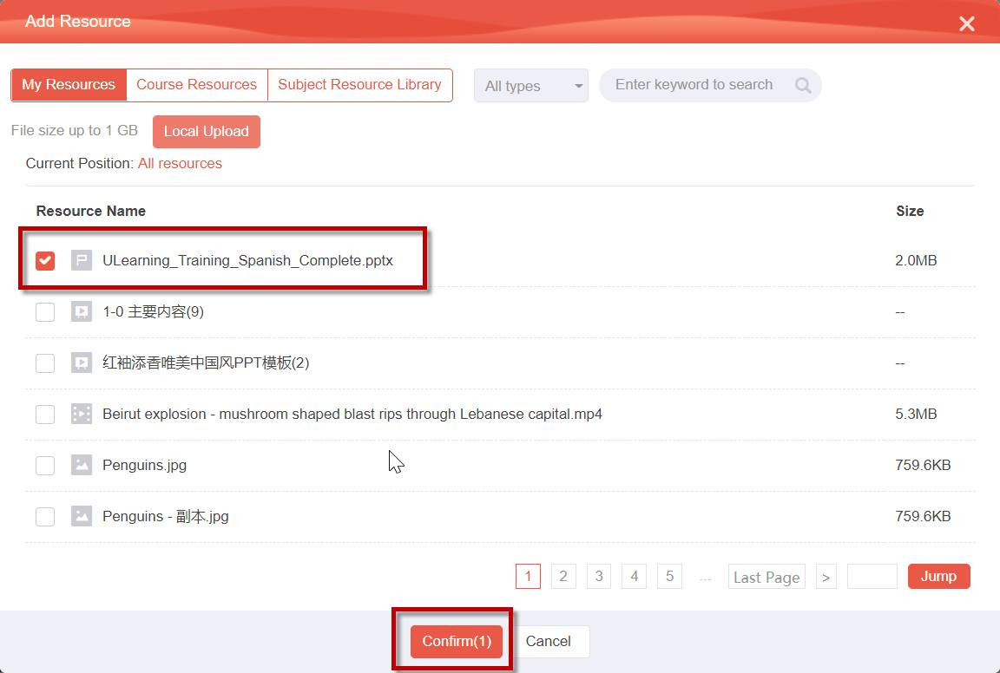 Add Resource
My Resources Course Resources Subject Resource Library All types Enter keyword to search
File size up to 1 GB Local Upload
Current Position: All resources
Resource Name Size
ULearning_Training_Spanish_Complete.pptx 2.0MB
1-0 主要内容(9) --
红袖添香唯美中国风PPT模板(2) --
Beirut explosion - mushroom shaped blast rips through Lebanese capital.mp4 5.3MB
Penguins.jpg 759.6KB
Penguins - 副本.jpg 759.6KB
1 2 3 4 5 ... Last Page > Jump
Confirm(1) Cancel